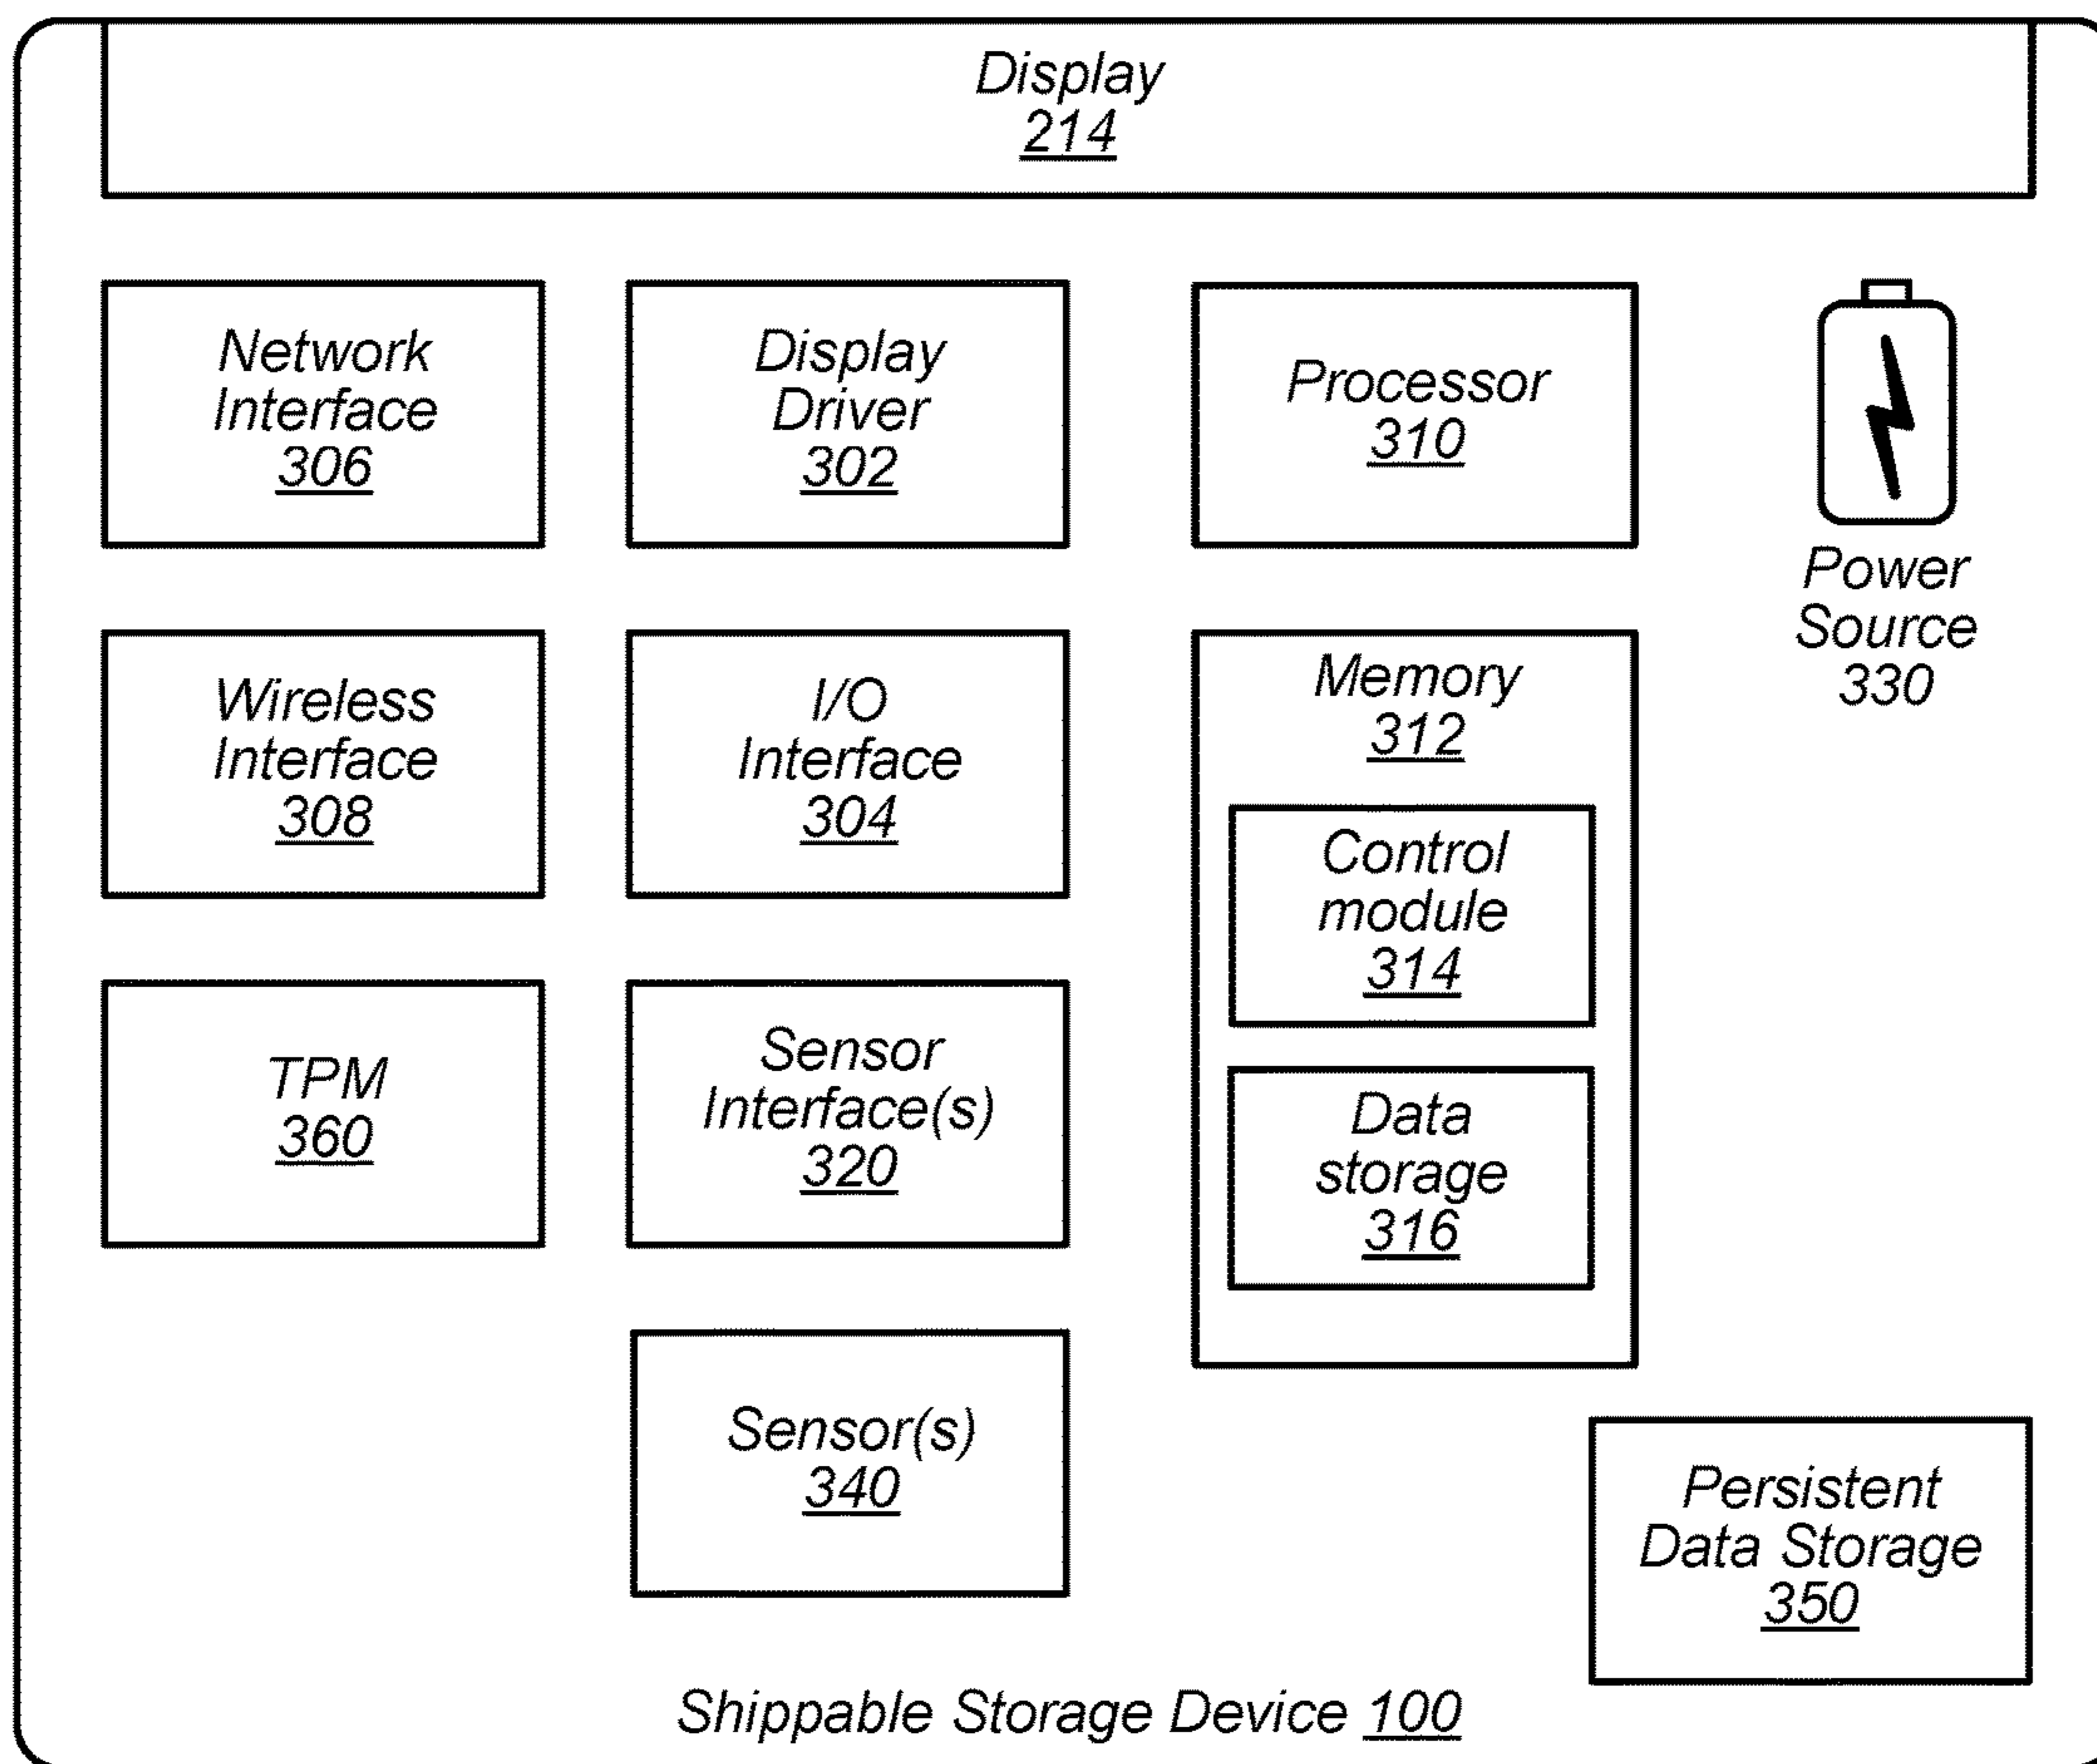 Display
214
Network
Interface
306
Display
Driver
302
Processor
310
Power
Source
330
Wireless
Interface
308
I/O
Interface
304
Memory
312
Control
module
314
Data
storage
316
TPM
360
Sensor
Interface(s)
320
Sensor(s)
340
Persistent
Data Storage
350
Shippable Storage Device 100